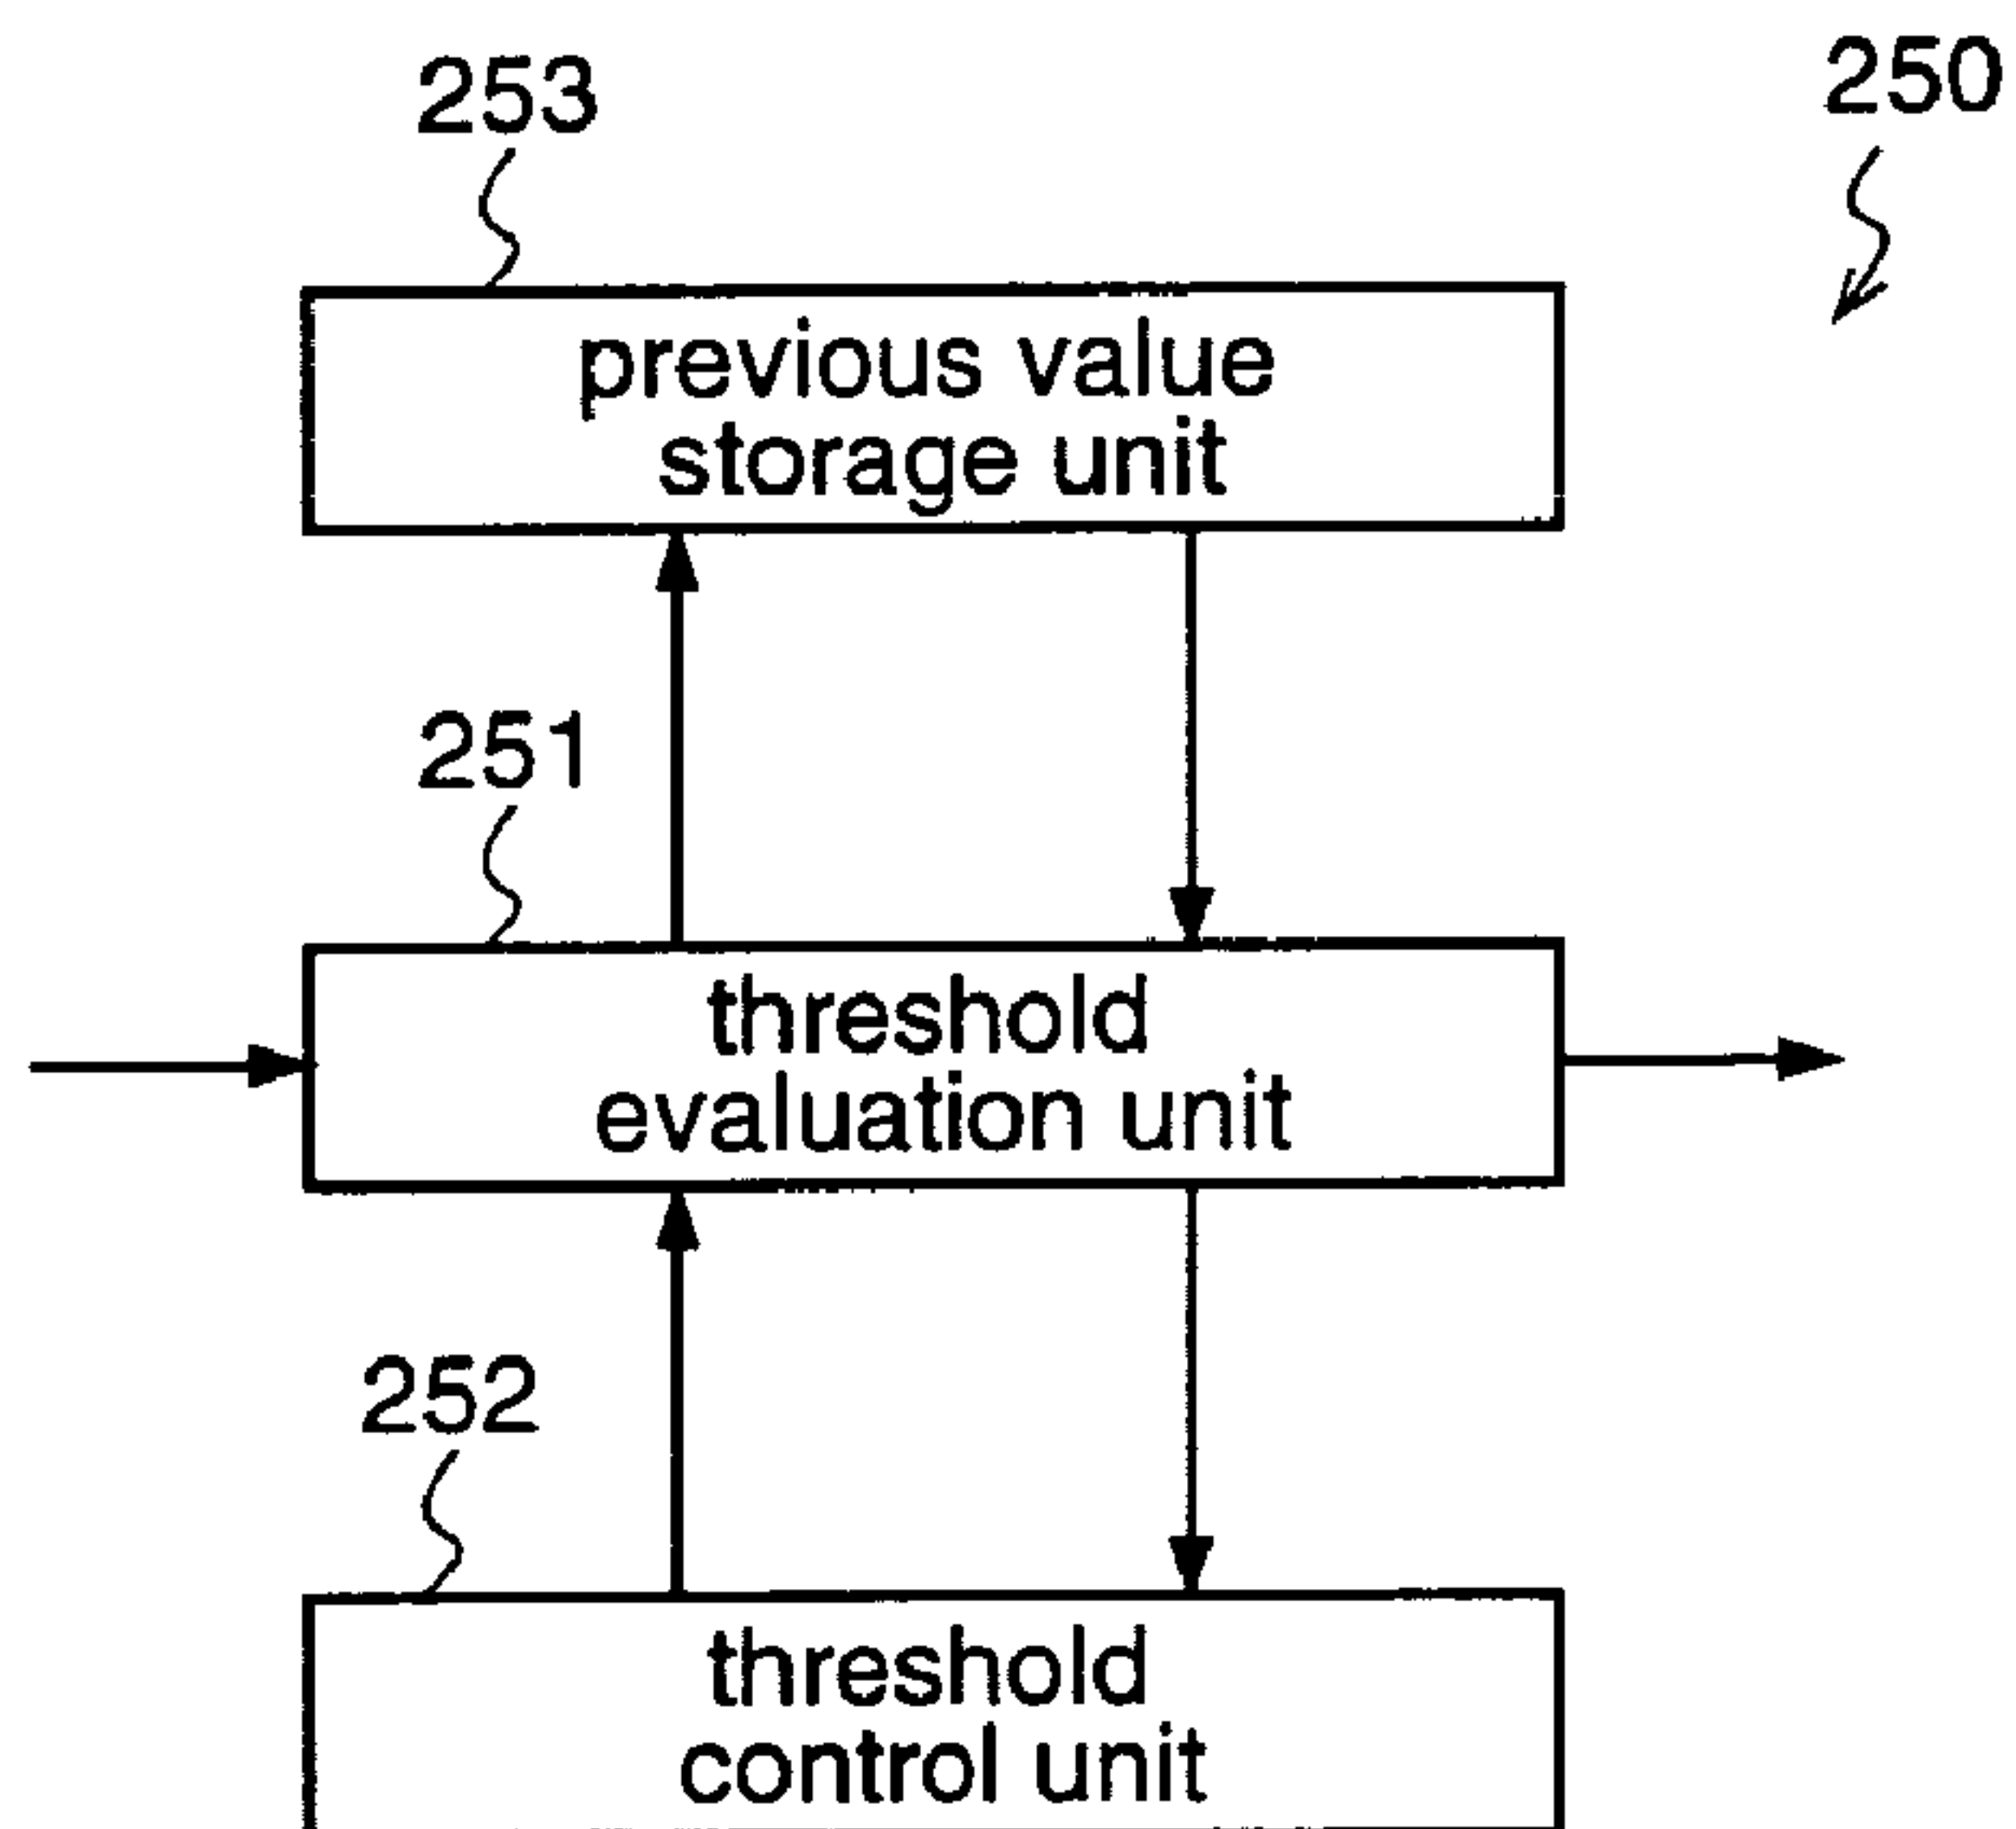 253
250
previous value
storage unit
251
threshold
evaluation unit
252
threshold
control unit